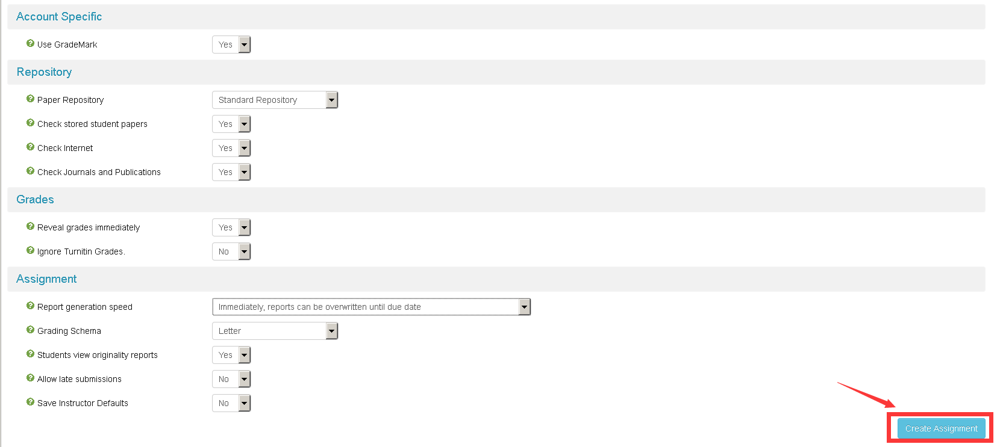 Account Specific
Use GradeMark Yes
Repository
Paper Repository Standard Repository
Check stored student papers Yes
Check Internet Yes
Check Journals and Publications Yes
Grades
Reveal grades immediately Yes
Ignore Turnitin Grades. No
Assignment
Report generation speed Immediately, reports can be overwritten until due date
Grading Schema Letter
Students view originality reports Yes
Allow late submissions No
Save Instructor Defaults No
Create Assignment